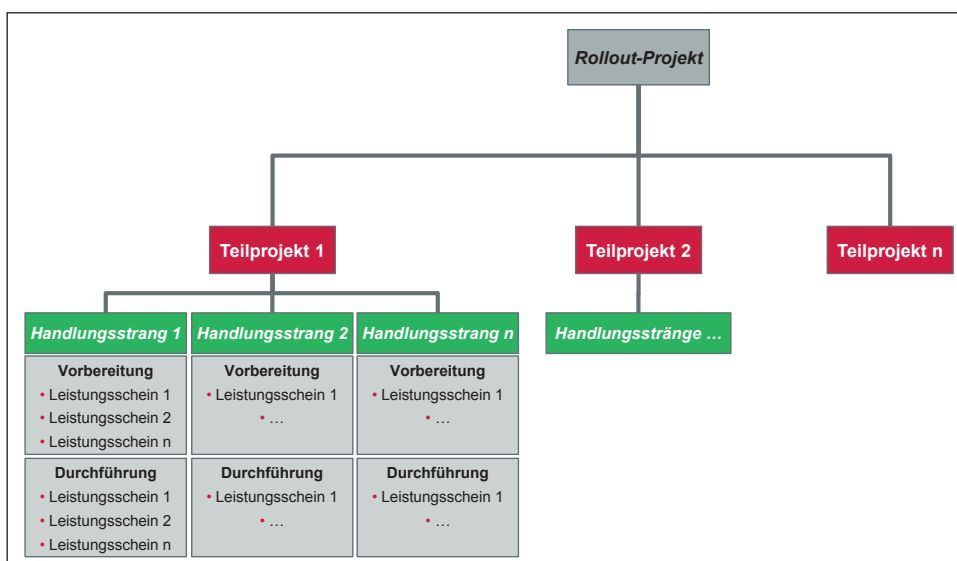 Rollout-Projekt
Teilprojekt 1
Teilprojekt 2
Teilprojekt n
Handlungsstrang 1
Handlungsstrang 2
Handlungsstrang n
Handlungsstränge …
Vorbereitung
• Leistungsschein 1
• Leistungsschein 2
• Leistungsschein n
Vorbereitung
• Leistungsschein 1
• …
Vorbereitung
• Leistungsschein 1
• …
Durchführung
• Leistungsschein 1
• Leistungsschein 2
• Leistungsschein n
Durchführung
• Leistungsschein 1
• …
Durchführung
• Leistungsschein 1
• …